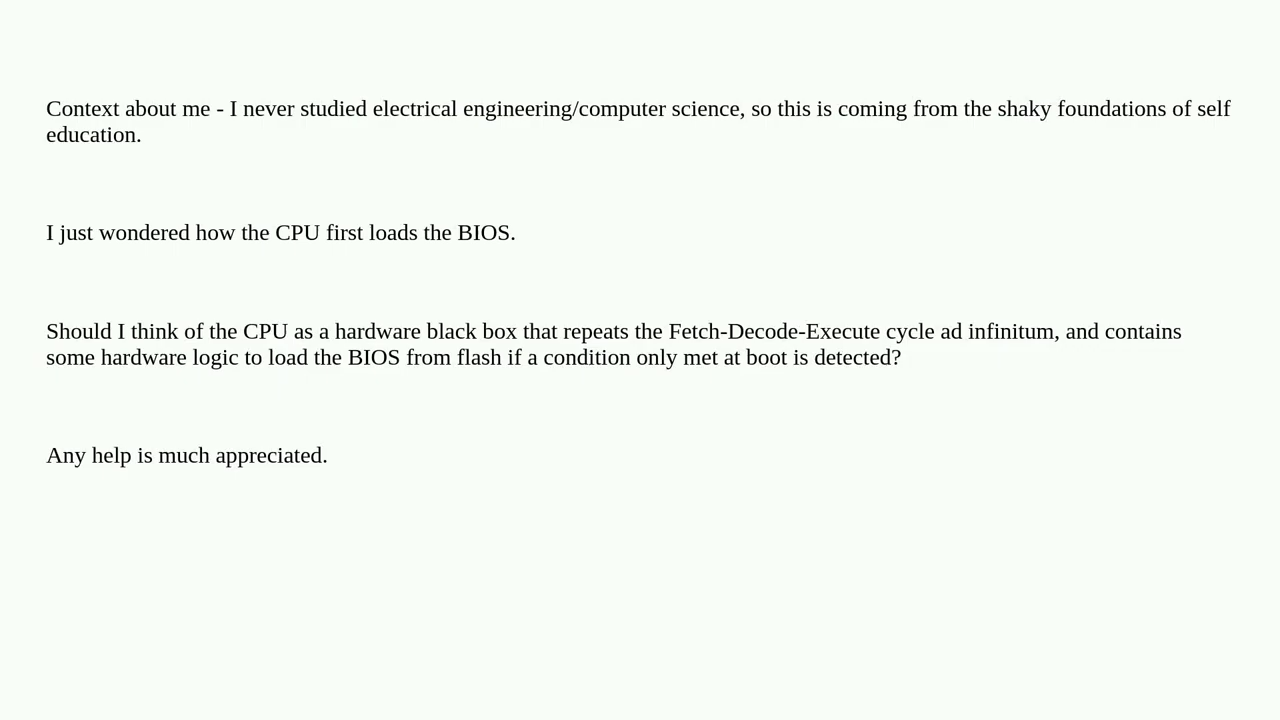 Context about me - I never studied electrical engineering/computer science, so this is coming from the shaky foundations of self
education.
I just wondered how the CPU first loads the BIOS.
Should I think of the CPU as a hardware black box that repeats the Fetch-Decode-Execute cycle ad infinitum, and contains
some hardware logic to load the BIOS from flash if a condition only met at boot is detected?
Any help is much appreciated.